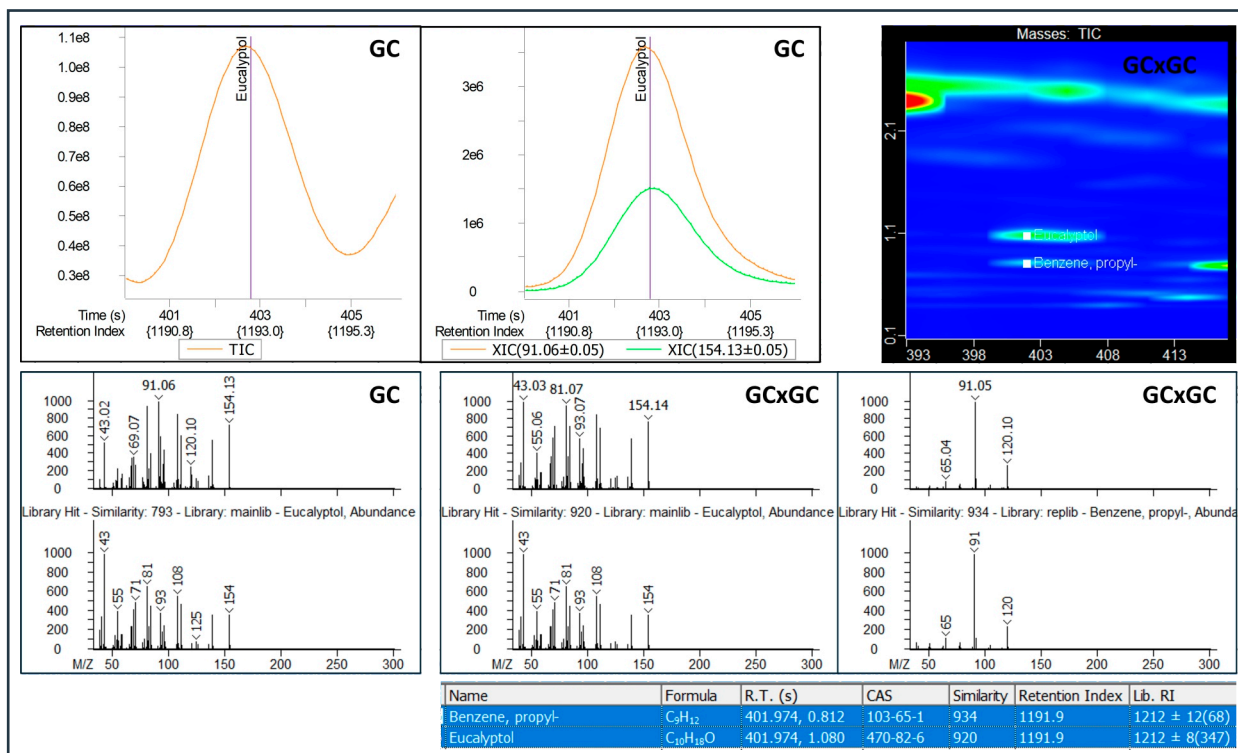 GC
1.1e8
1.0e8
0.9e8
0.8e8
0.7e8
0.6e8
0.5e8
0.4e8
0.3e8
Eucalyptol
Time (s) 401 403 405
Retention Index {1190.8} {1193.0} {1195.3}
TIC
GC
3e6
2e6
1e6
0
Eucalyptol
Time (s) 401 403 405
Retention Index {1190.8} {1193.0} {1195.3}
XIC(91.06±0.05) XIC(154.13±0.05)
Masses: TIC
GCxGC
2.1
1.1
0.1
Eucalyptol
Benzene, propyl-
393 398 403 408 413
GC
1000
800
600
400
200
0
43.02 69.07 91.06 120.10 154.13
Library Hit - Similarity: 793 - Library: mainlib - Eucalyptol, Abundance
1000
800
600
400
200
0
43 55 71 81 93 108 125 154
M/Z 50 100 150 200 250 300
GCxGC
1000
800
600
400
200
0
43.03 55.06 81.07 93.07 154.14
Library Hit - Similarity: 920 - Library: mainlib - Eucalyptol, Abundance
1000
800
600
400
200
0
43 55 71 81 93 108 154
M/Z 50 100 150 200 250 300
GCxGC
1000
800
600
400
200
0
65.04 91.05 120.10
Library Hit - Similarity: 934 - Library: replib - Benzene, propyl-, Abunda
1000
800
600
400
200
0
65 91 120
M/Z 50 100 150 200 250 300
Name Formula R.T. (s) CAS Similarity Retention Index Lib. RI
Benzene, propyl- C₉H₁₂ 401.974, 0.812 103-65-1 934 1191.9 1212 ± 12(68)
Eucalyptol C₁₀H₁₈O 401.974, 1.080 470-82-6 920 1191.9 1212 ± 8(347)